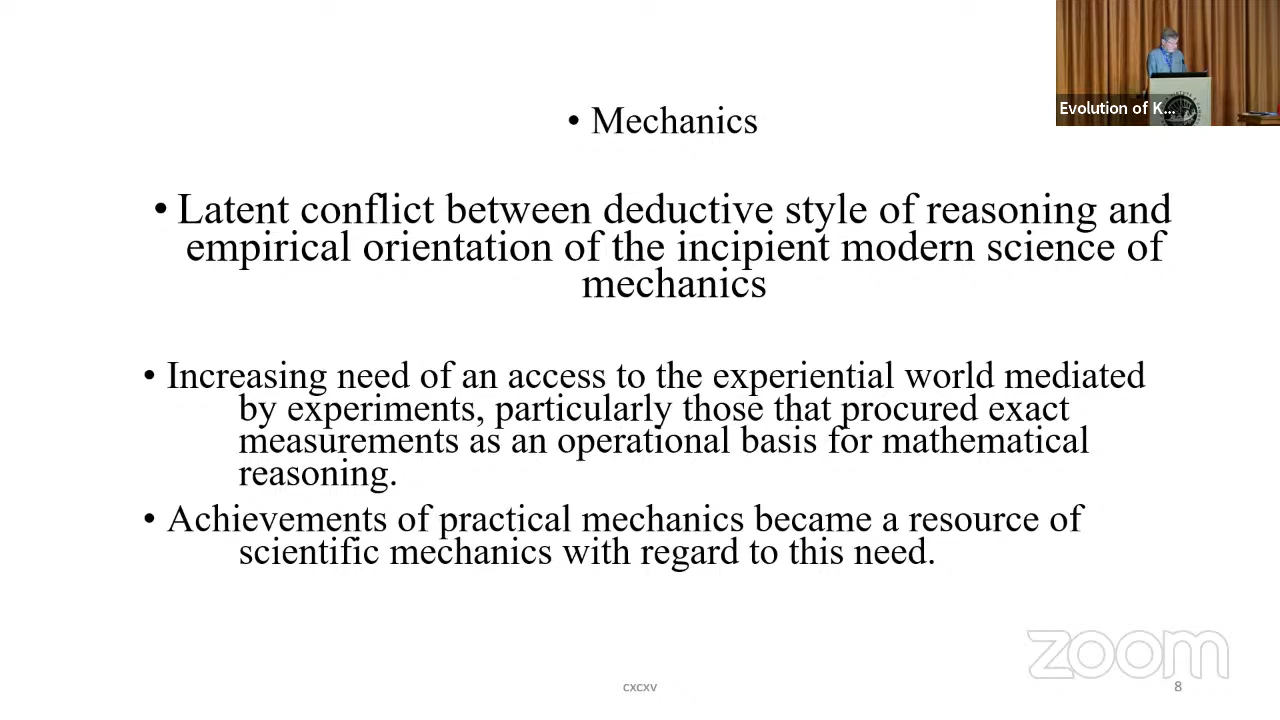 • Mechanics
Evolution of K...
• Latent conflict between deductive style of reasoning and
empirical orientation of the incipient modern science of
mechanics
• Increasing need of an access to the experiential world mediated
by experiments, particularly those that procured exact
measurements as an operational basis for mathematical
reasoning.
• Achievements of practical mechanics became a resource of
scientific mechanics with regard to this need.
zoom
CXCXV
8